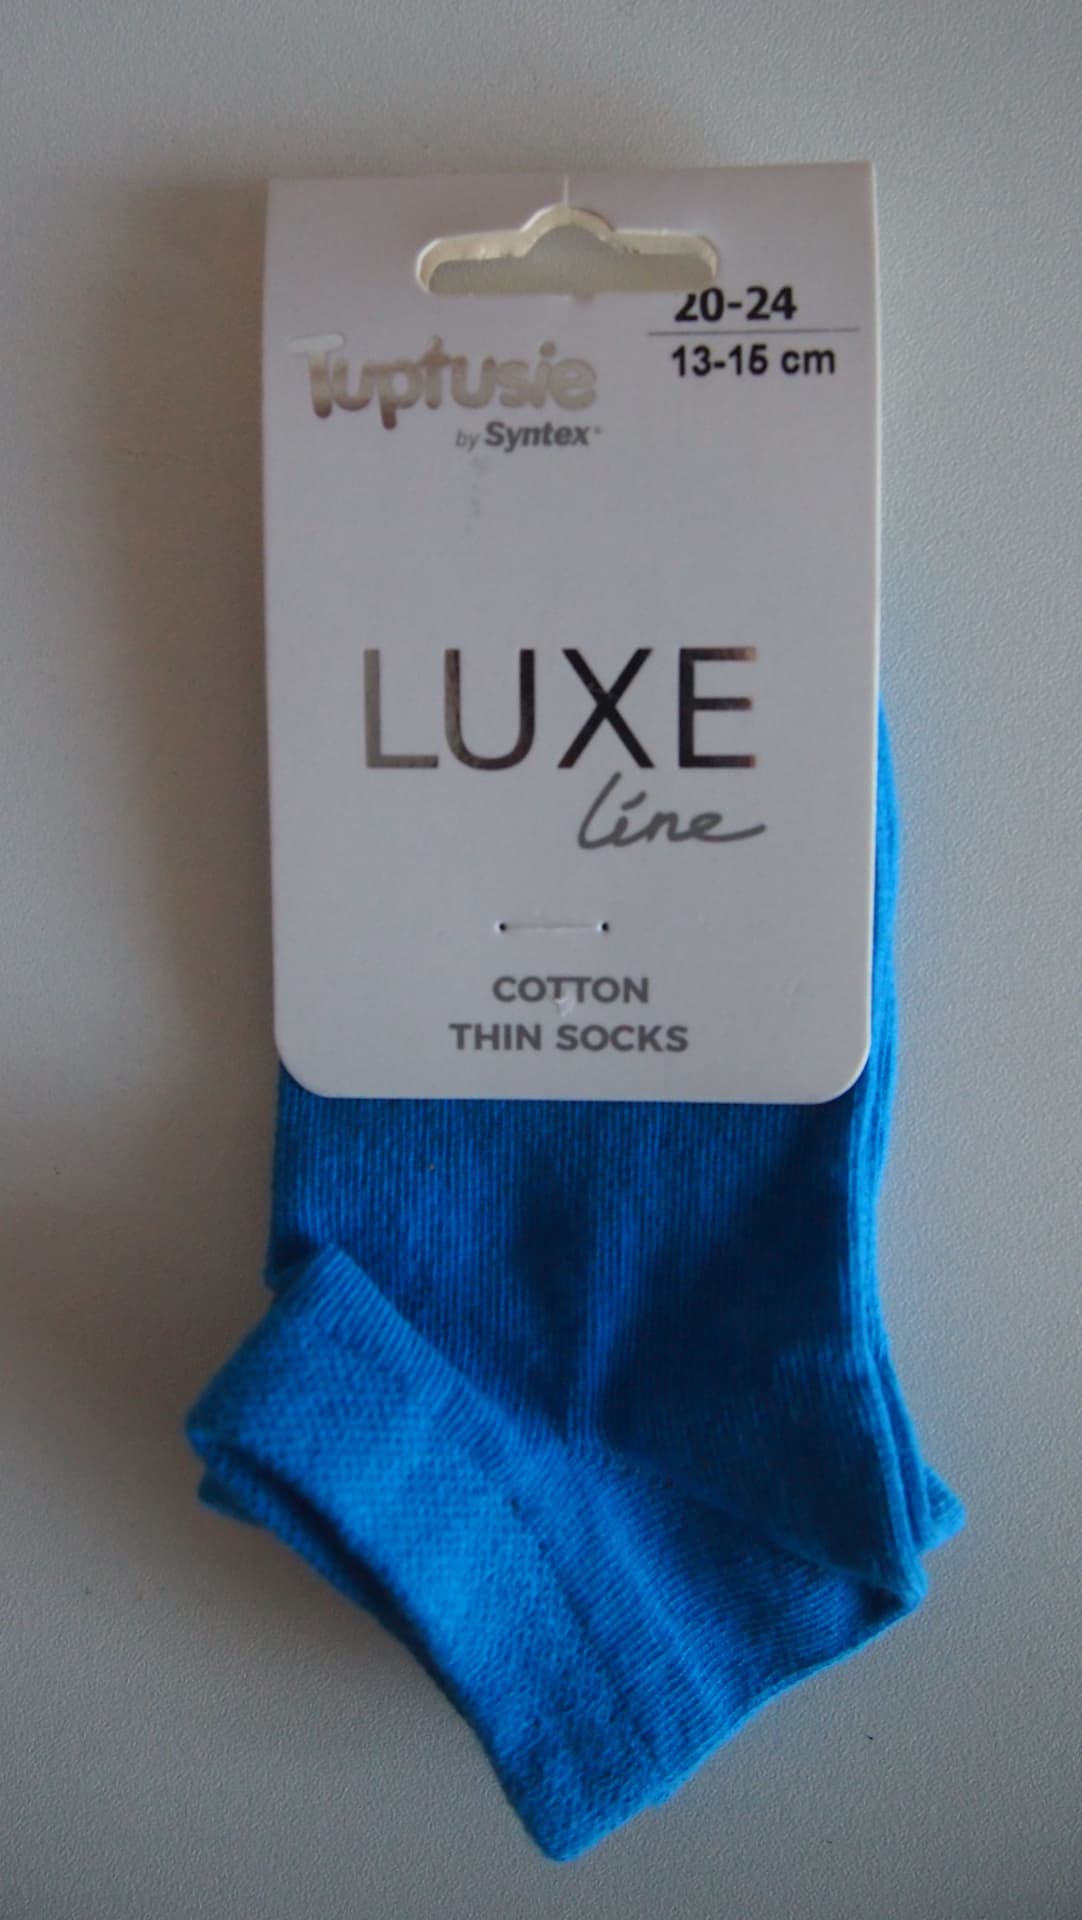 20-24
13-15 cm
Tuptusie
by Syntex®
LUXE
line
COTTON
THIN SOCKS